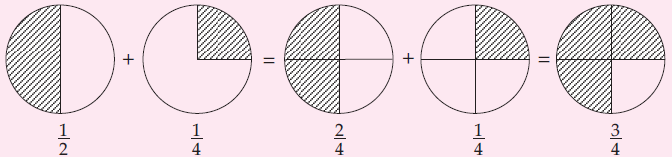 + = + =
1/2 1/4 2/4 1/4 3/4